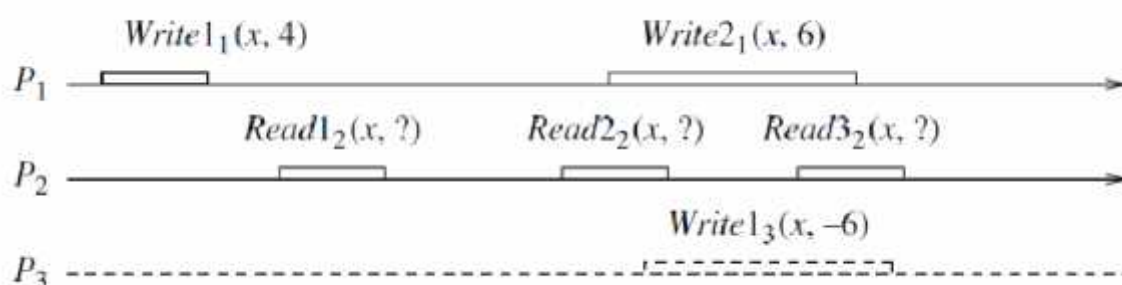 Write1₁(x, 4) Write2₁(x, 6)
P₁
Read1₂(x, ?) Read2₂(x, ?) Read3₂(x, ?)
P₂
Write1₃(x, –6)
P₃